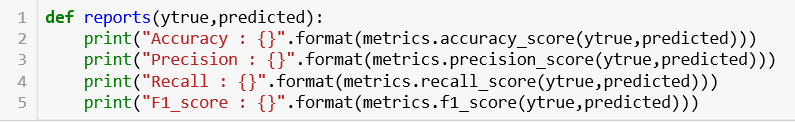 1 def reports(ytrue,predicted):
2     print("Accuracy : {}".format(metrics.accuracy_score(ytrue,predicted)))
3     print("Precision : {}".format(metrics.precision_score(ytrue,predicted)))
4     print("Recall : {}".format(metrics.recall_score(ytrue,predicted)))
5     print("F1_score : {}".format(metrics.f1_score(ytrue,predicted)))